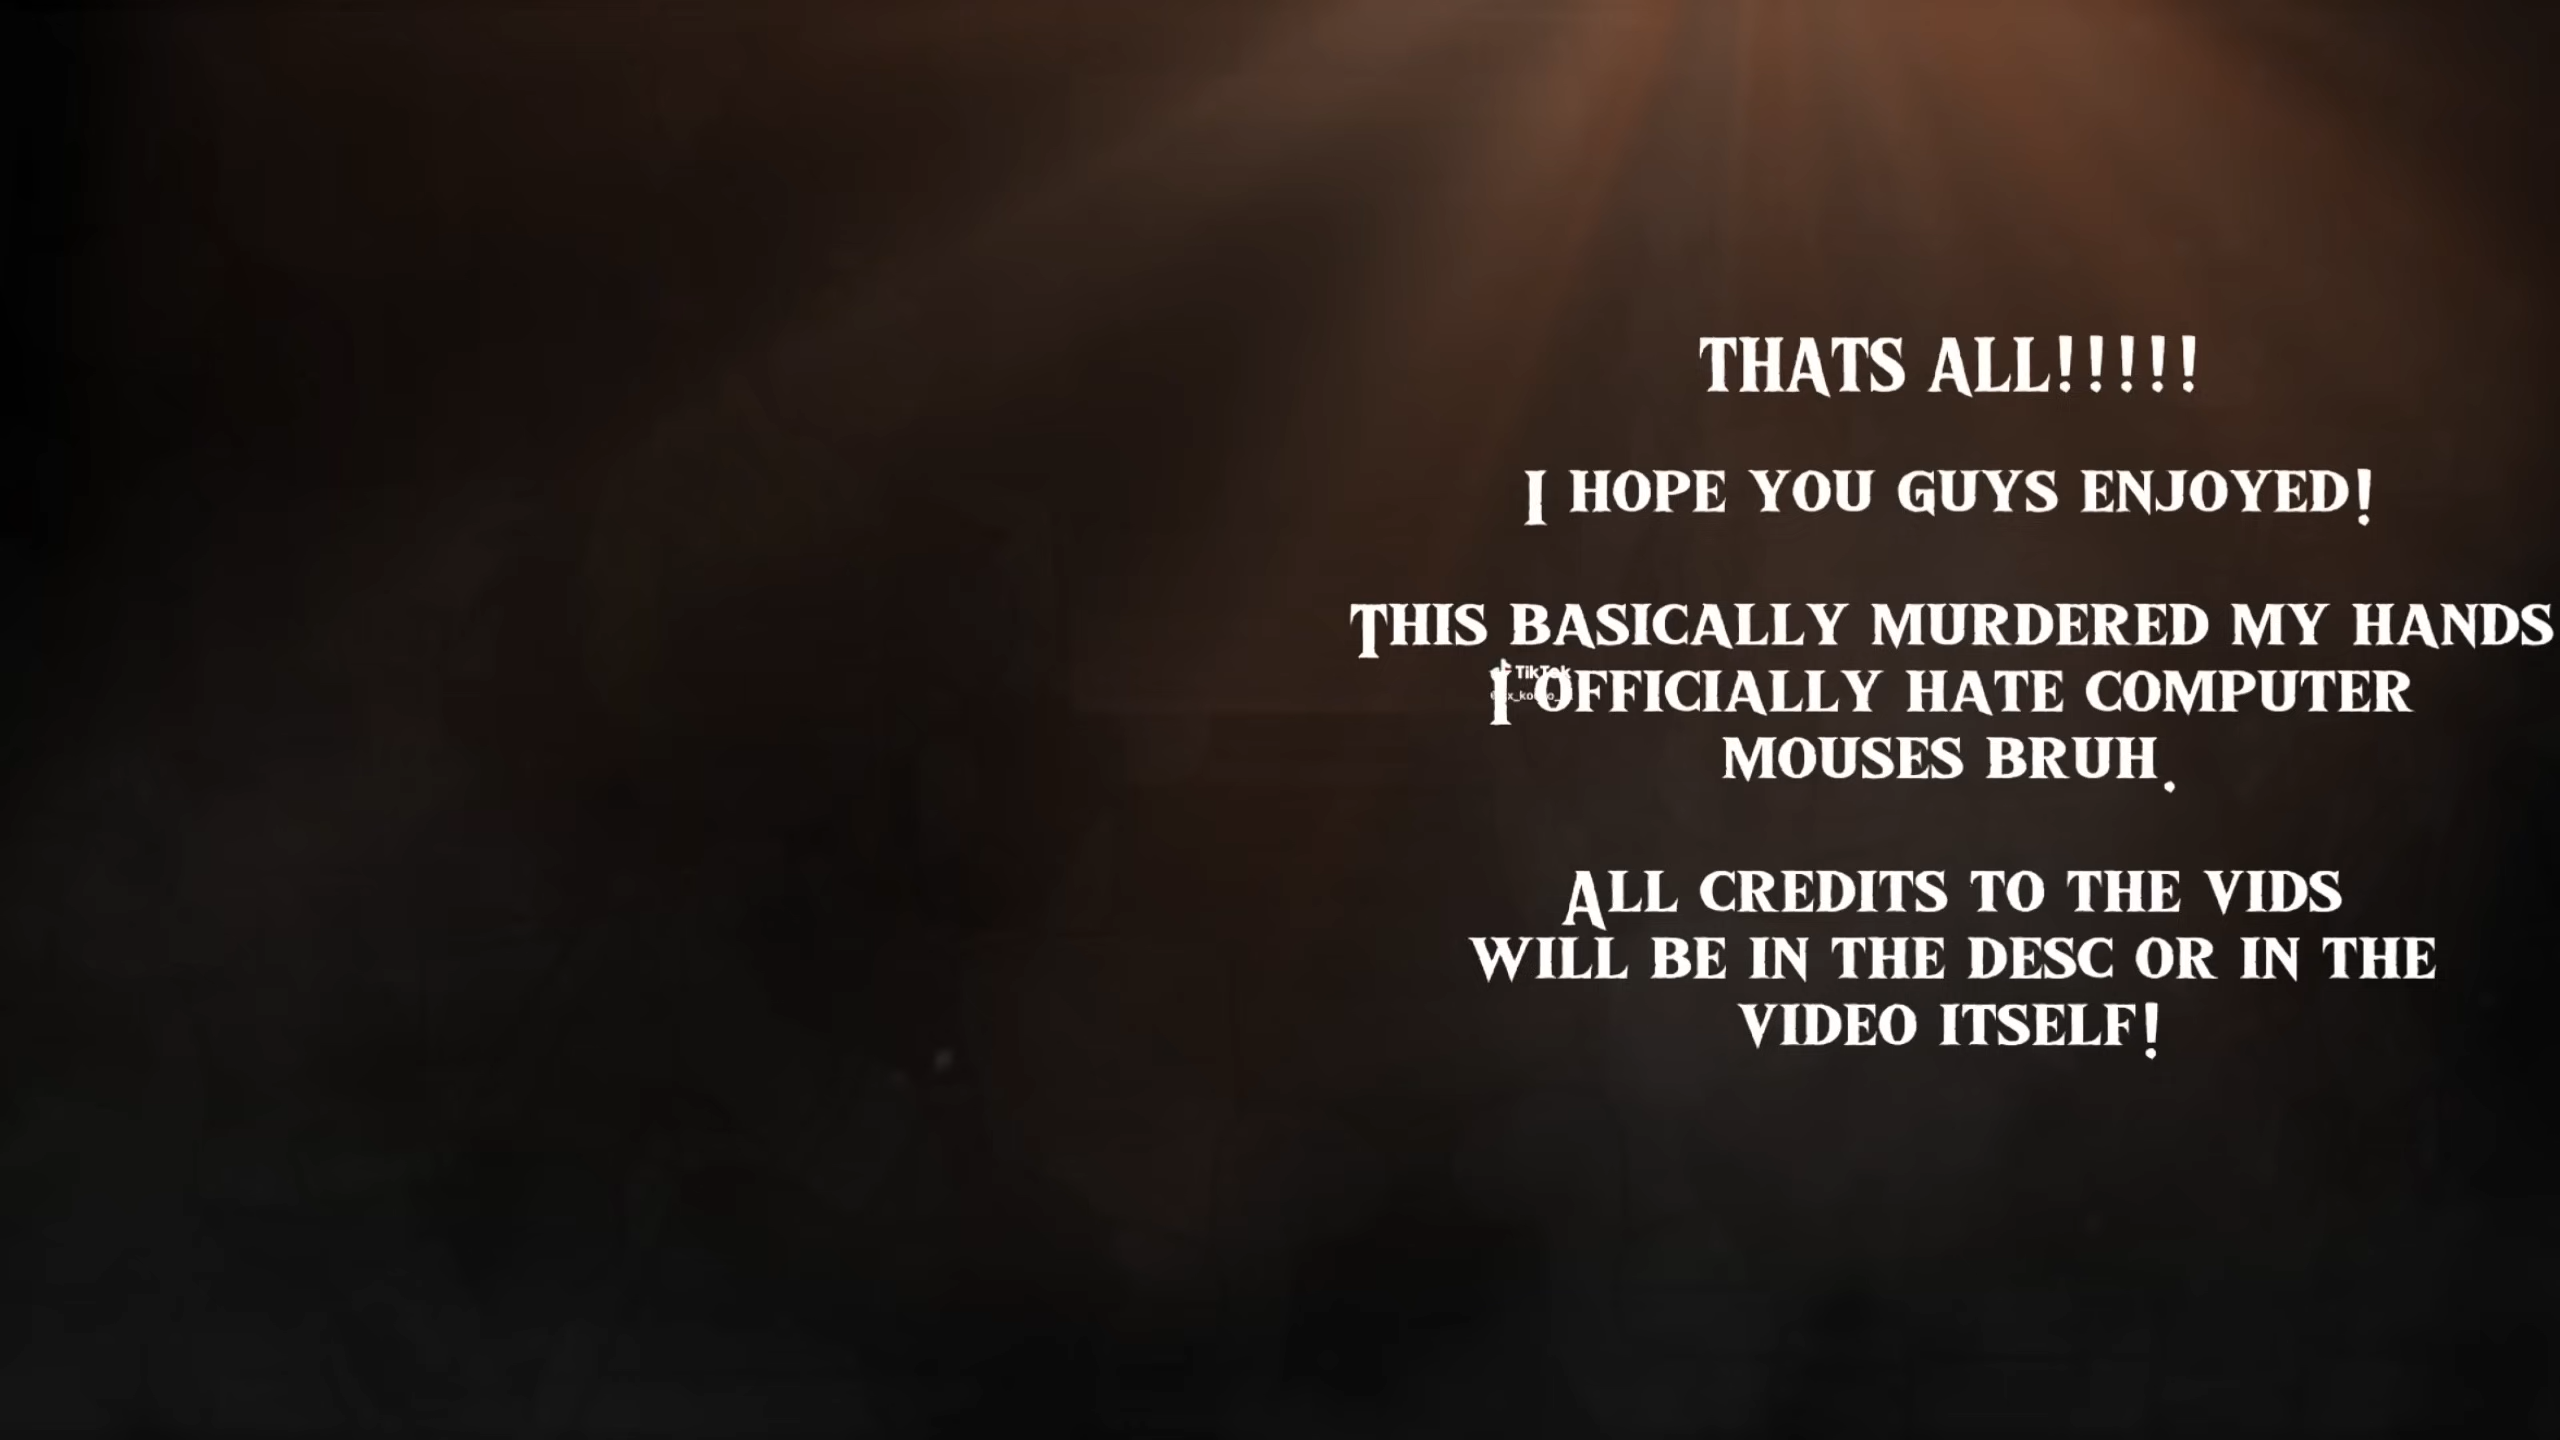 THATS ALL!!!!!
I HOPE YOU GUYS ENJOYED!
THIS BASICALLY MURDERED MY HANDS
TikTok
I OFFICIALLY HATE COMPUTER
MOUSES BRUH.
ALL CREDITS TO THE VIDS
WILL BE IN THE DESC OR IN THE
VIDEO ITSELF!